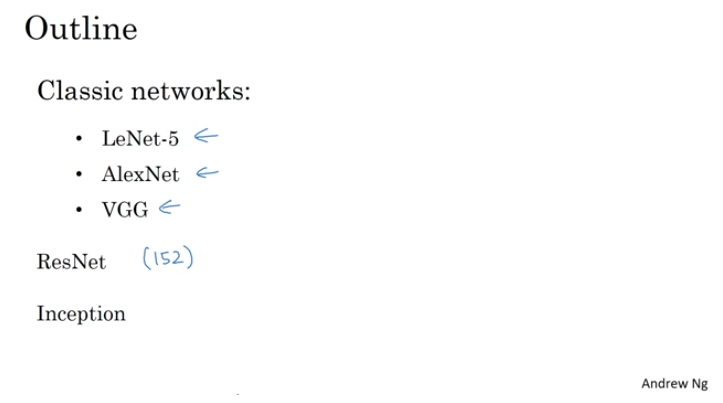 Outline
Classic networks:
• LeNet-5 ←
• AlexNet ←
• VGG ←
ResNet (152)
Inception
Andrew Ng